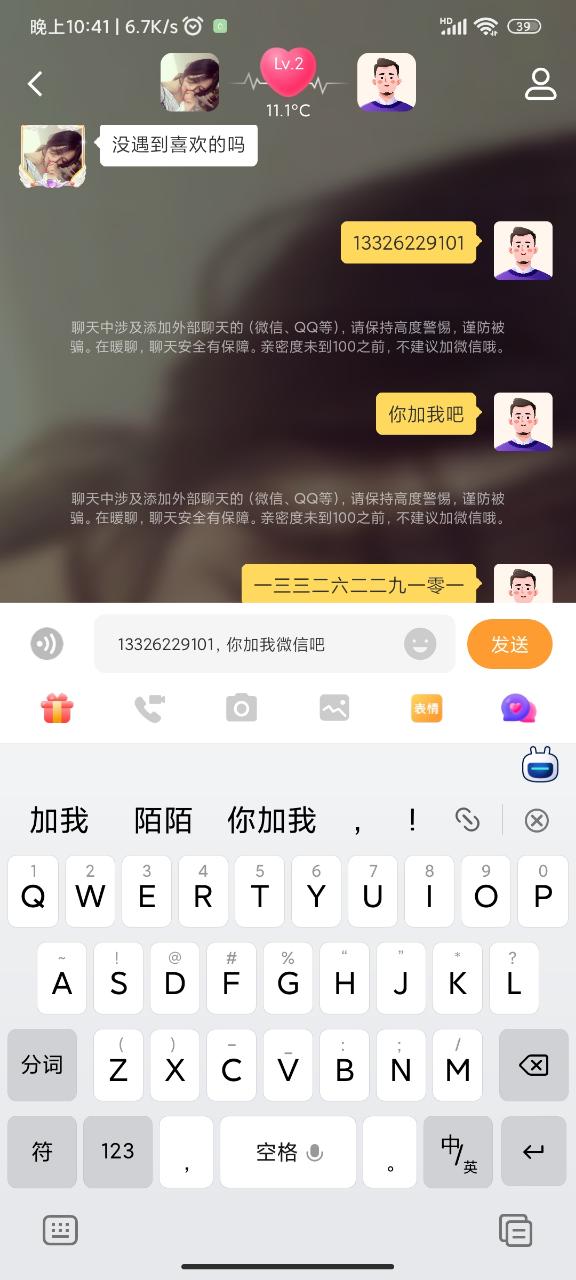 晚上10:41 | 6.7K/s
HD
39
Lv.2
11.1°C
没遇到喜欢的吗
13326229101
聊天中涉及添加外部聊天的（微信、QQ等），请保持高度警惕，谨防被
骗。在暖聊，聊天安全有保障。亲密度未到100之前，不建议加微信哦。
你加我吧
聊天中涉及添加外部聊天的（微信、QQ等），请保持高度警惕，谨防被
骗。在暖聊，聊天安全有保障。亲密度未到100之前，不建议加微信哦。
一三三二六二二九一零一
13326229101，你加我微信吧
发送
表情
加我 陌陌 你加我 ， ！
1 2 3 4 5 6 7 8 9 0
Q W E R T Y U I O P
~ ! @ # % “ ” * ?
A S D F G H J K L
( ) – _ : ; /
分词 Z X C V B N M
符 123 , 空格 。 中/英